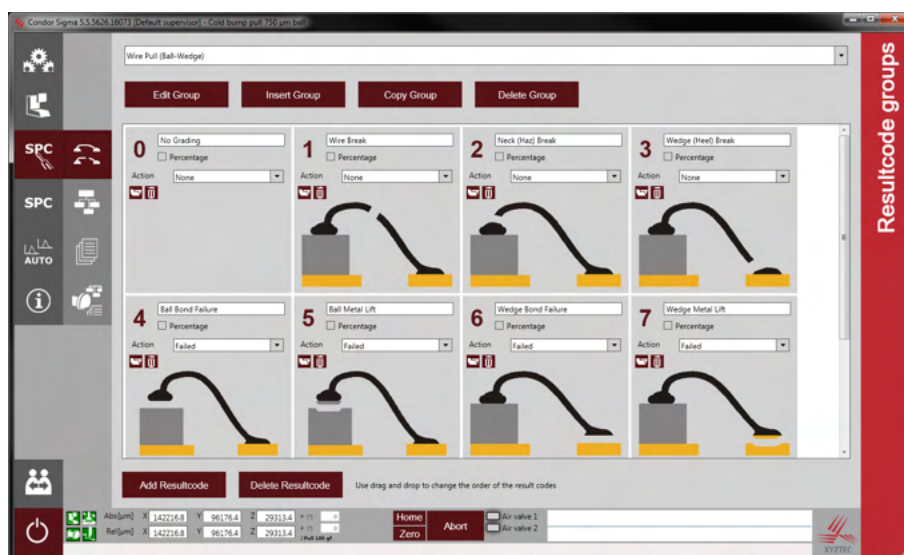 Condor Sigma 5.5.5626.16073 [Default supervisor] - Cold bump pull 750 µm ball
Wire Pull (Ball-Wedge)
Edit Group Insert Group Copy Group Delete Group
Resultcode groups
0 No Grading
Percentage
Action None
1 Wire Break
Percentage
Action None
2 Neck (Haz) Break
Percentage
Action None
3 Wedge (Heel) Break
Percentage
Action None
SPC
SPC
AUTO
4 Ball Bond Failure
Percentage
Action Failed
5 Ball Metal Lift
Percentage
Action Failed
6 Wedge Bond Failure
Percentage
Action Failed
7 Wedge Metal Lift
Percentage
Action Failed
Add Resultcode Delete Resultcode Use drag and drop to change the order of the result codes
Abs[µm] X 142216.8 Y 96176.4 Z 29313.4 0
Rel[µm] X 142216.8 Y 96176.4 Z 29313.4 0
/ Pull 100 gf
Home
Zero
Abort
Air valve 1
Air valve 2
XYZTEC